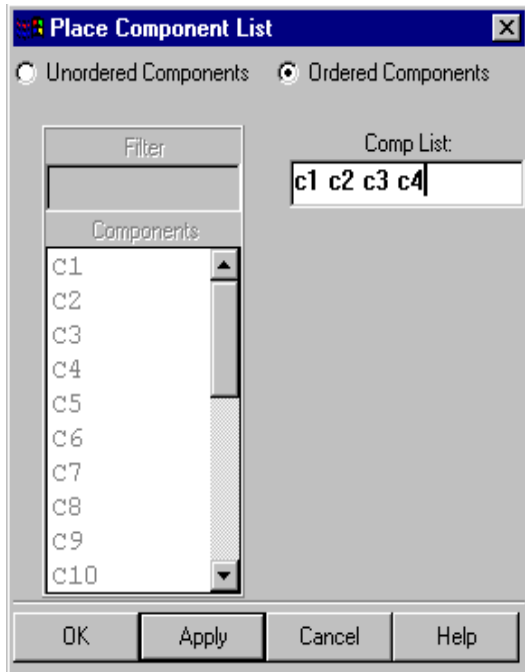 Place Component List
Unordered Components Ordered Components
Filter
Comp List:
c1 c2 c3 c4
Components
C1
C2
C3
C4
C5
C6
C7
C8
C9
C10
OK Apply Cancel Help